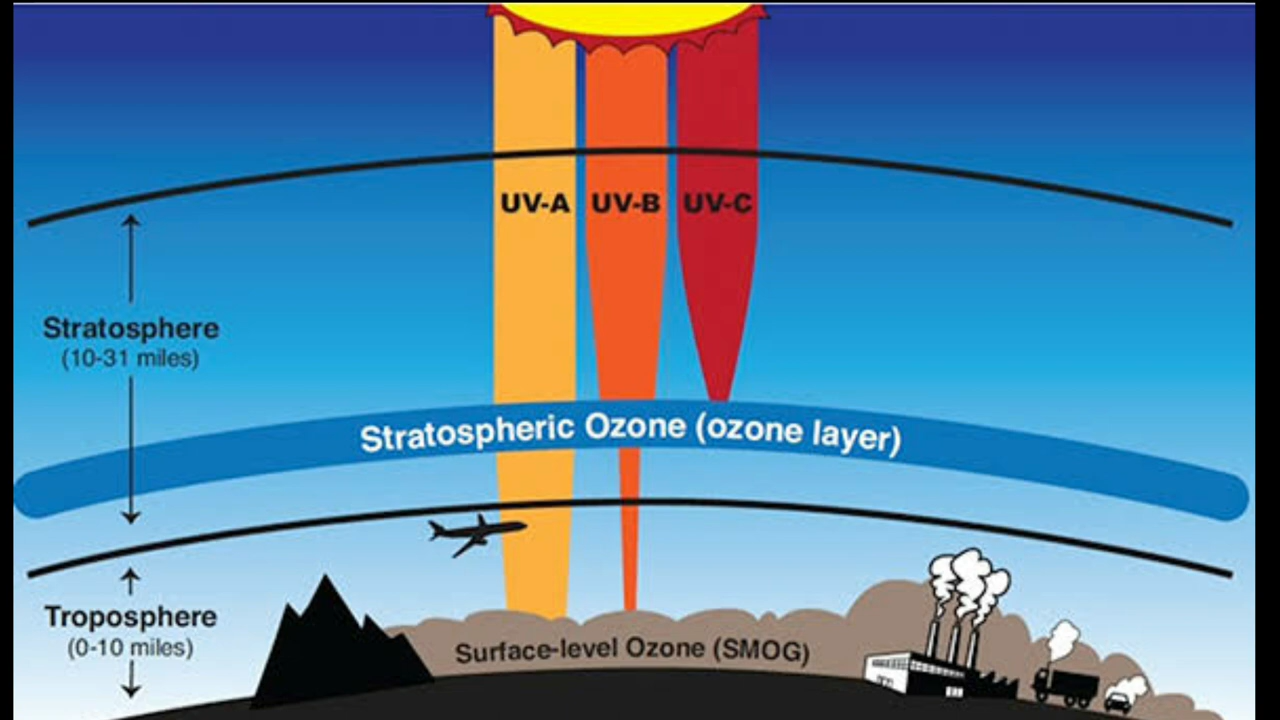 UV-A UV-B UV-C
Stratosphere
(10-31 miles)
Stratospheric Ozone (ozone layer)
Troposphere
(0-10 miles)
Surface-level Ozone (SMOG)